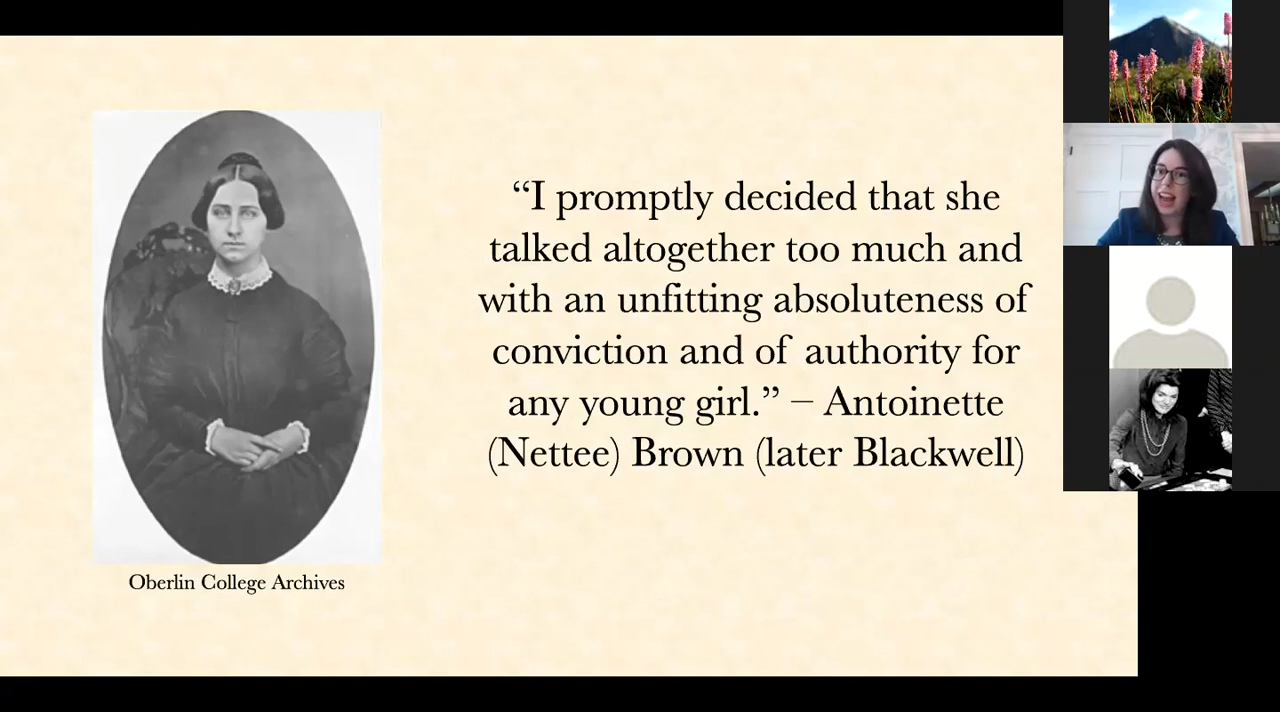 “I promptly decided that she
talked altogether too much and
with an unfitting absoluteness of
conviction and of authority for
any young girl.” – Antoinette
(Nettee) Brown (later Blackwell)
Oberlin College Archives